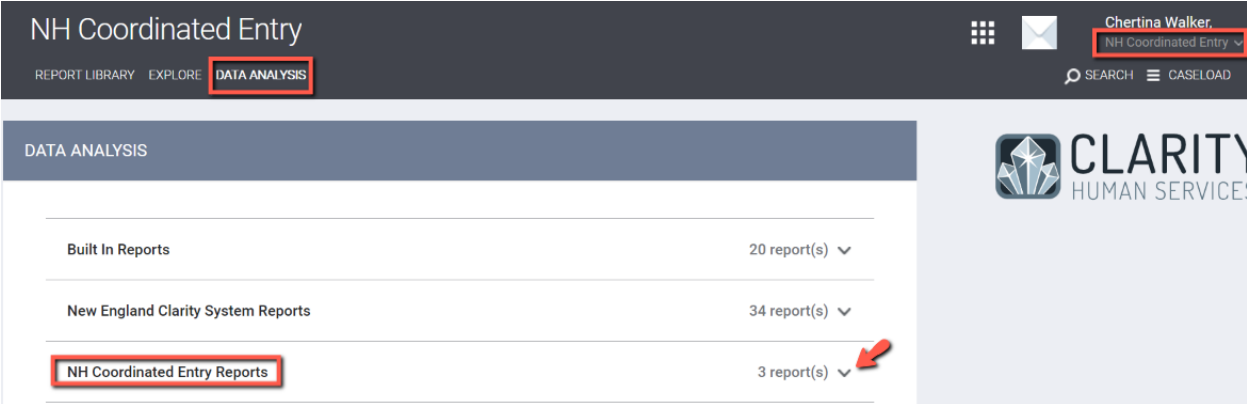 NH Coordinated Entry
Chertina Walker,
NH Coordinated Entry
REPORT LIBRARY EXPLORE DATA ANALYSIS
SEARCH CASELOAD
DATA ANALYSIS
CLARITY
HUMAN SERVICES
Built In Reports 20 report(s)
New England Clarity System Reports 34 report(s)
NH Coordinated Entry Reports 3 report(s)